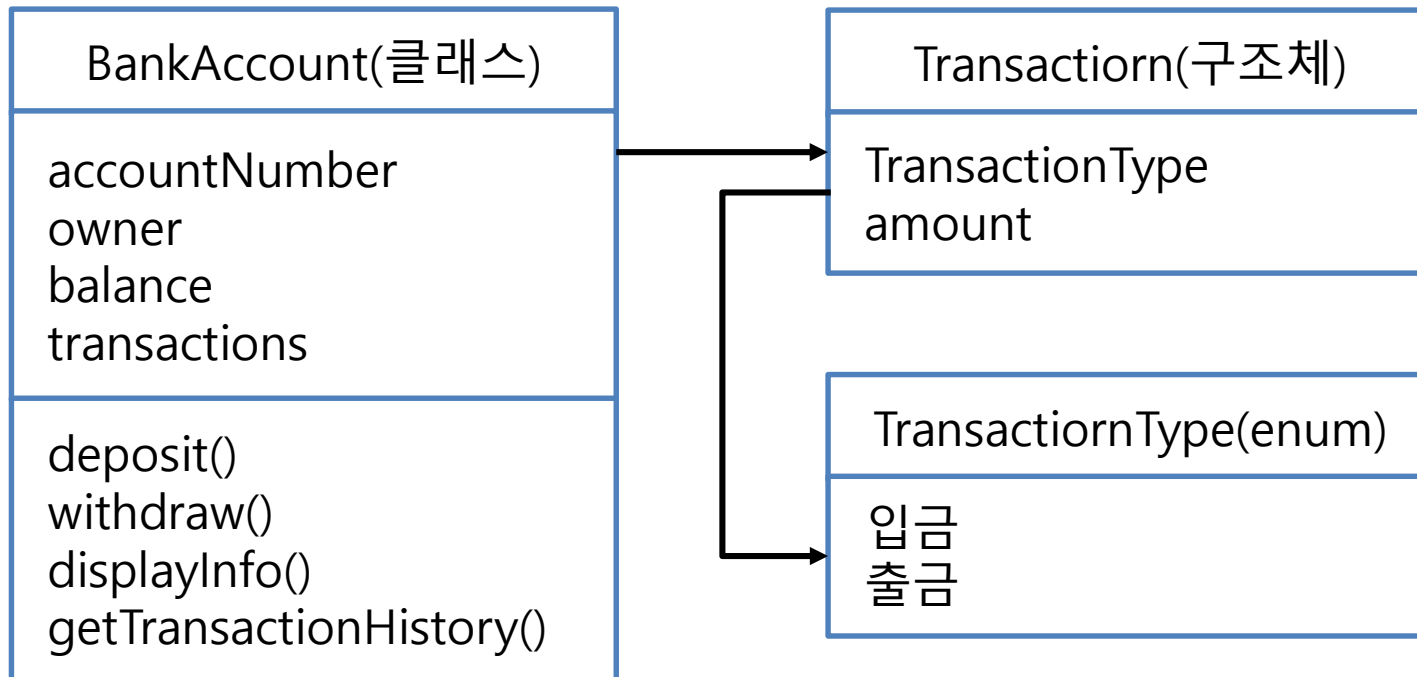 BankAccount(클래스)
accountNumber
owner
balance
transactions
deposit()
withdraw()
displayInfo()
getTransactionHistory()
Transactiorn(구조체)
TransactionType
amount
TransactiornType(enum)
입금
출금